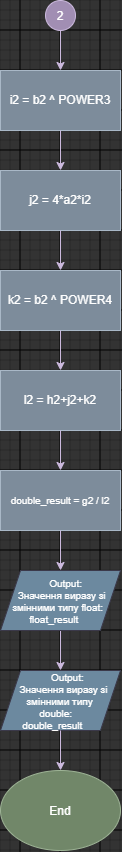 2
i2 = b2 ^ POWER3
j2 = 4*a2*i2
k2 = b2 ^ POWER4
l2 = h2+j2+k2
double_result = g2 / l2
Output:
Значення виразу зі
змінними типу float:
float_result
Output:
Значення виразу зі
змінними типу
double:
double_result
End